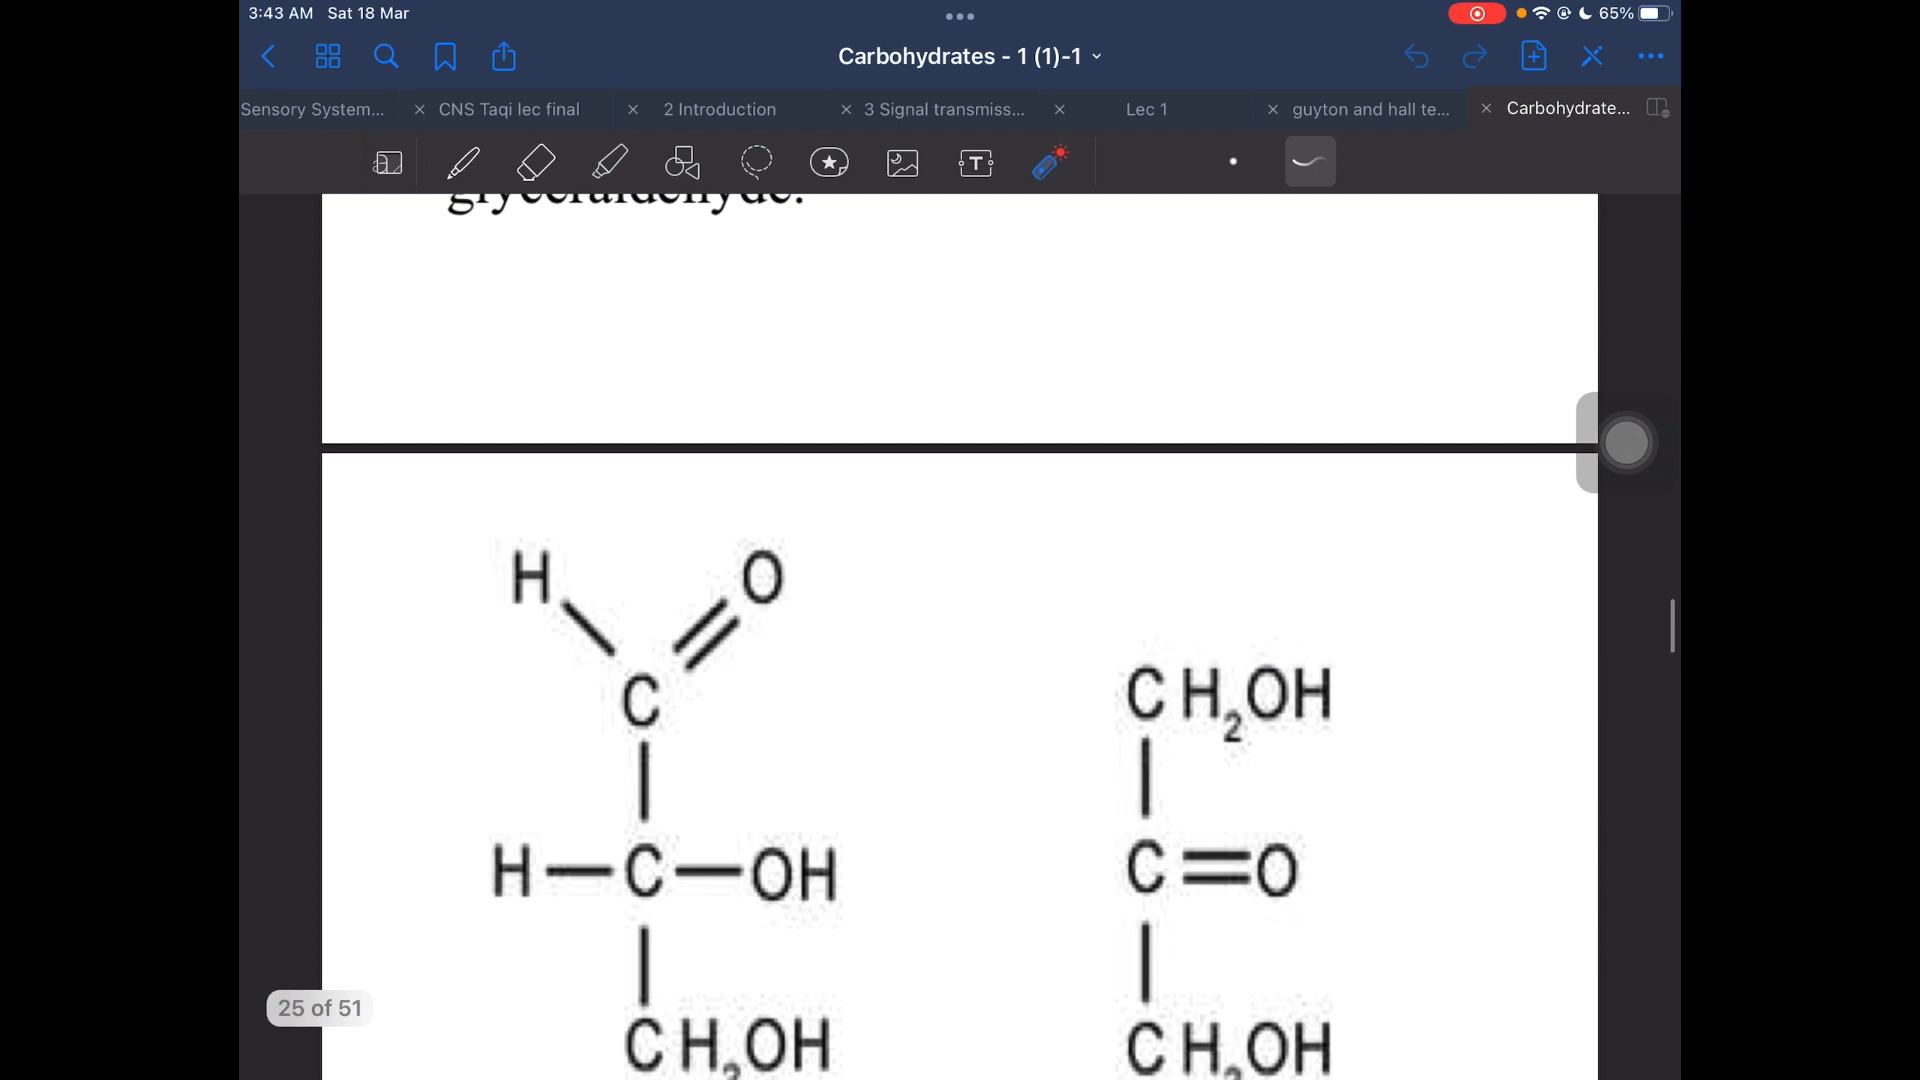 3:43 AM Sat 18 Mar
65%
Carbohydrates - 1 (1)-1
Sensory System... CNS Taqi lec final 2 Introduction 3 Signal transmiss... Lec 1 guyton and hall te... Carbohydrate...
glyceraldehyde.
H O
C
CH₂OH
H—C—OH
C=O
25 of 51
CH₂OH
CH₂OH